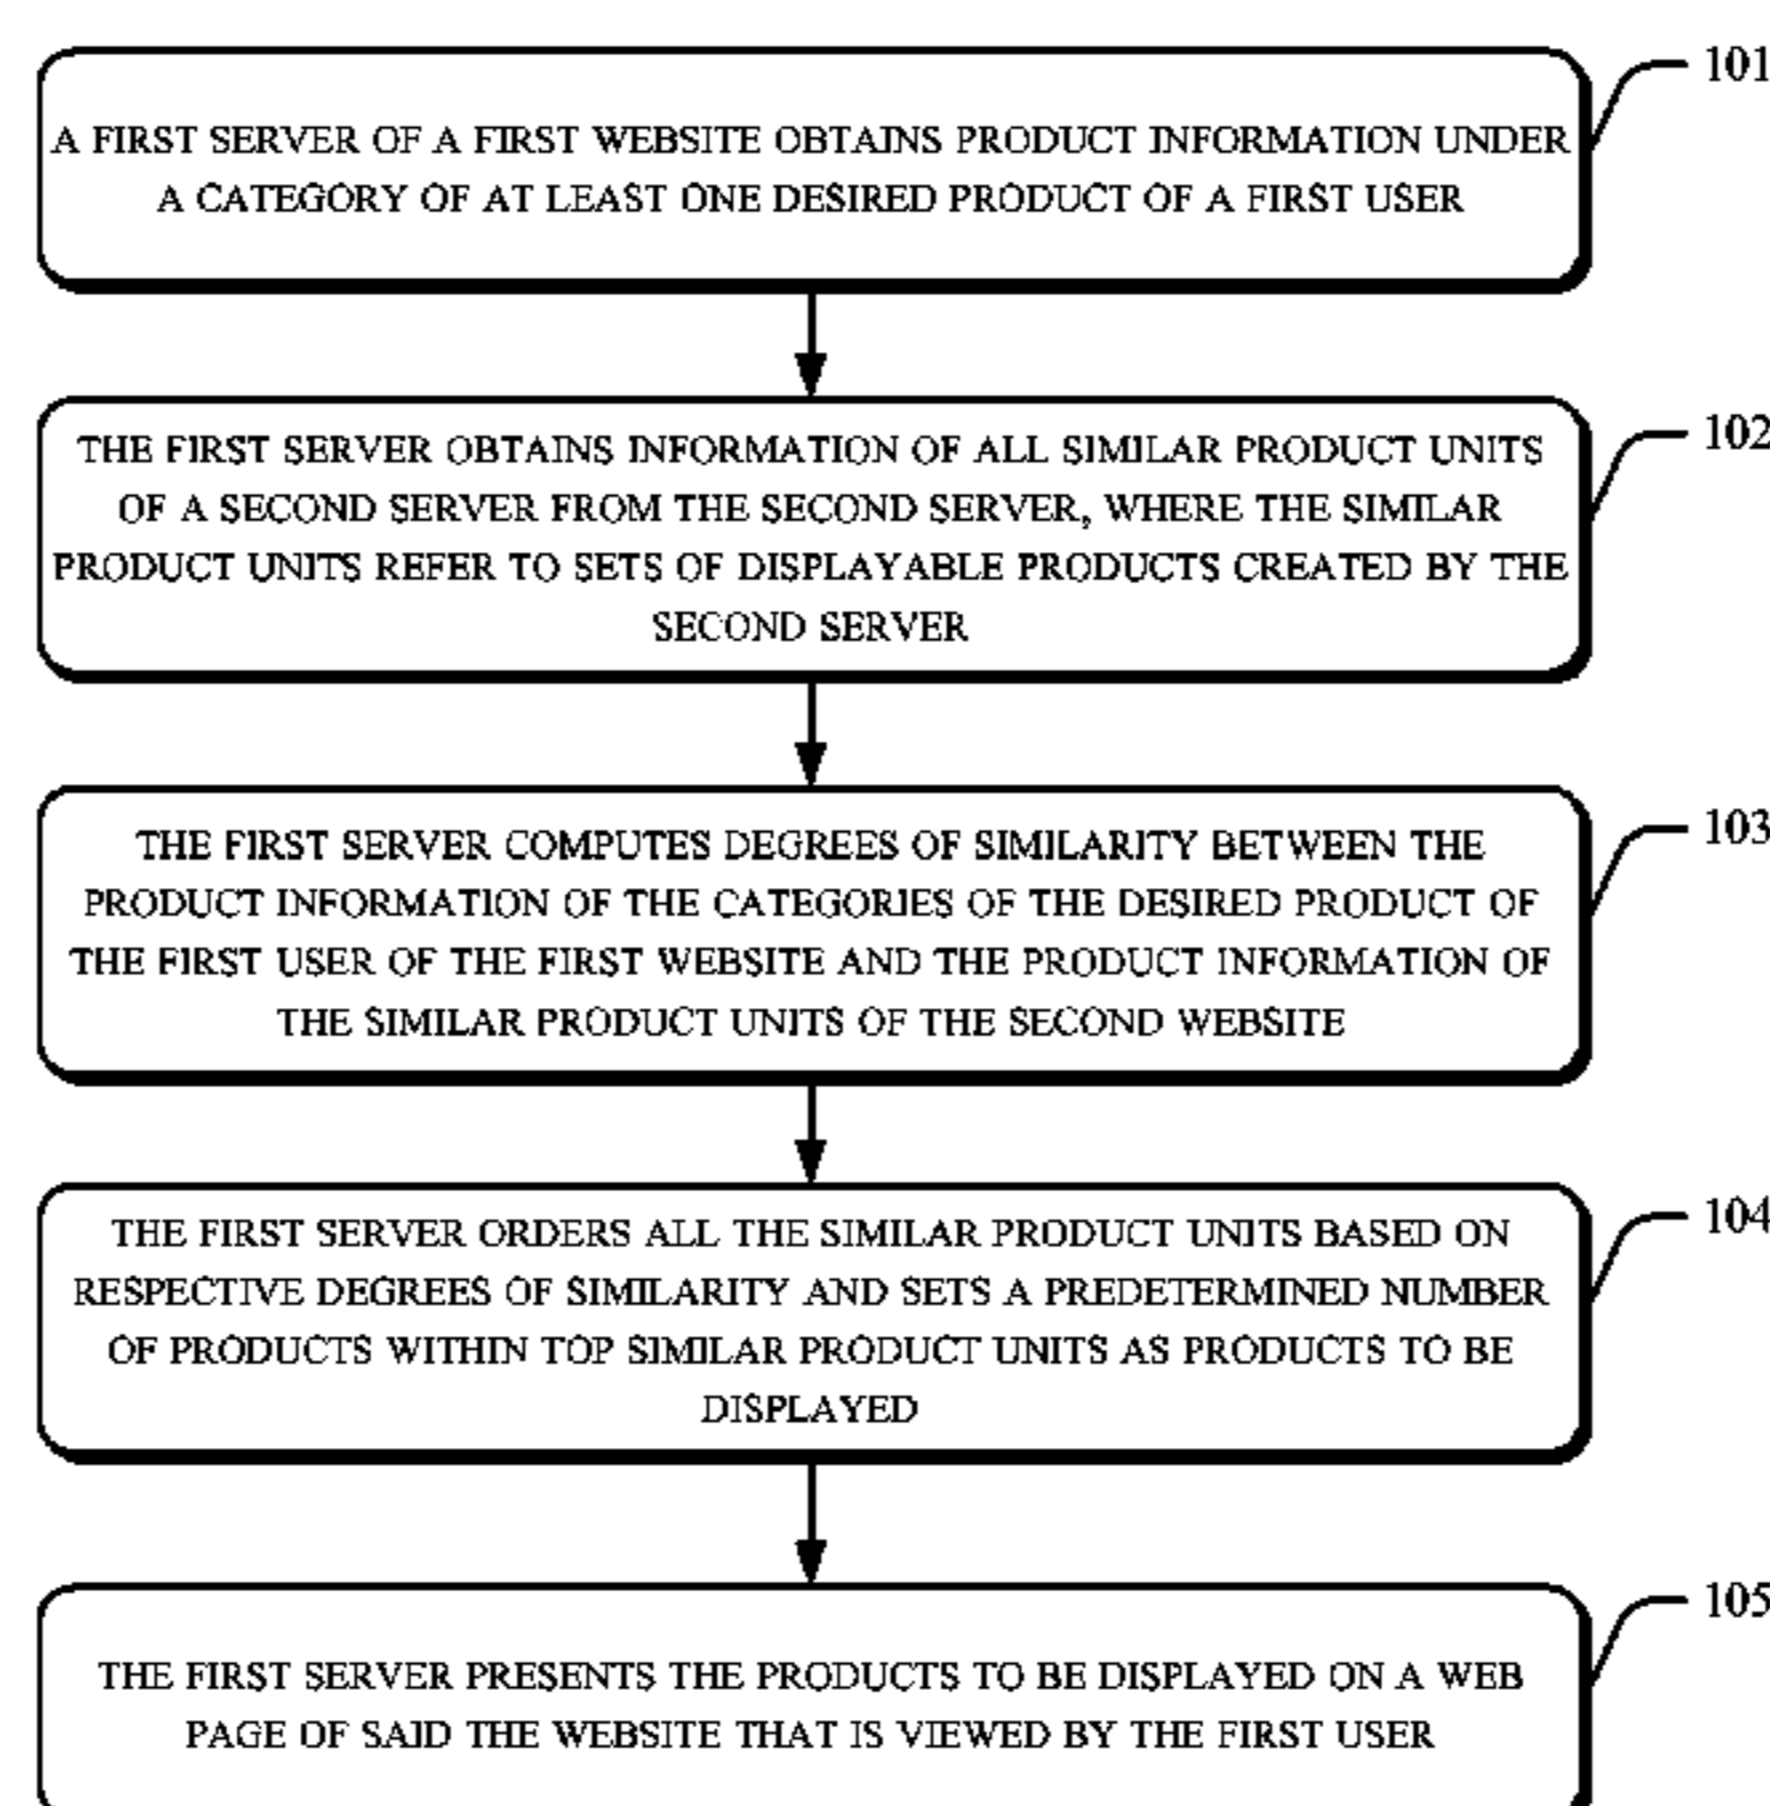 101
A FIRST SERVER OF A FIRST WEBSITE OBTAINS PRODUCT INFORMATION UNDER
A CATEGORY OF AT LEAST ONE DESIRED PRODUCT OF A FIRST USER
102
THE FIRST SERVER OBTAINS INFORMATION OF ALL SIMILAR PRODUCT UNITS
OF A SECOND SERVER FROM THE SECOND SERVER, WHERE THE SIMILAR
PRODUCT UNITS REFER TO SETS OF DISPLAYABLE PRODUCTS CREATED BY THE
SECOND SERVER
103
THE FIRST SERVER COMPUTES DEGREES OF SIMILARITY BETWEEN THE
PRODUCT INFORMATION OF THE CATEGORIES OF THE DESIRED PRODUCT OF
THE FIRST USER OF THE FIRST WEBSITE AND THE PRODUCT INFORMATION OF
THE SIMILAR PRODUCT UNITS OF THE SECOND WEBSITE
104
THE FIRST SERVER ORDERS ALL THE SIMILAR PRODUCT UNITS BASED ON
RESPECTIVE DEGREES OF SIMILARITY AND SETS A PREDETERMINED NUMBER
OF PRODUCTS WITHIN TOP SIMILAR PRODUCT UNITS AS PRODUCTS TO BE
DISPLAYED
105
THE FIRST SERVER PRESENTS THE PRODUCTS TO BE DISPLAYED ON A WEB
PAGE OF SAID THE WEBSITE THAT IS VIEWED BY THE FIRST USER